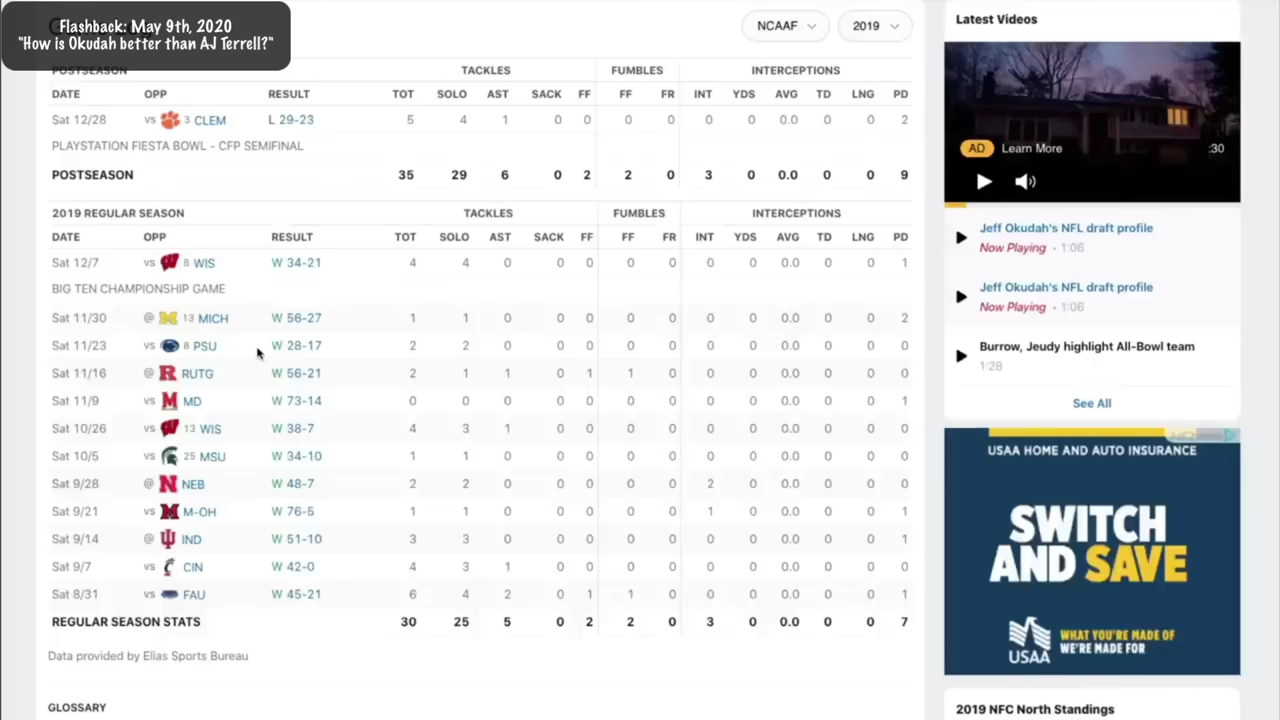 Flashback: May 9th, 2020
"How is Okudah better than AJ Terrell?"
NCAAF
2019
POSTSEASON TACKLES FUMBLES INTERCEPTIONS
DATE OPP RESULT TOT SOLO AST SACK FF FF FR INT YDS AVG TD LNG PD
Sat 12/28 vs 3 CLEM L 29-23 5 4 1 0 0 0 0 0 0 0.0 0 0 2
PLAYSTATION FIESTA BOWL - CFP SEMIFINAL
POSTSEASON 35 29 6 0 2 2 0 3 0 0.0 0 0 9
2019 REGULAR SEASON TACKLES FUMBLES INTERCEPTIONS
DATE OPP RESULT TOT SOLO AST SACK FF FF FR INT YDS AVG TD LNG PD
Sat 12/7 vs 8 WIS W 34-21 4 4 0 0 0 0 0 0 0 0.0 0 0 1
BIG TEN CHAMPIONSHIP GAME
Sat 11/30 @ 13 MICH W 56-27 1 1 0 0 0 0 0 0 0 0.0 0 0 2
Sat 11/23 vs 8 PSU W 28-17 2 2 0 0 0 0 0 0 0 0.0 0 0 0
Sat 11/16 @ RUTG W 56-21 2 1 1 0 1 1 0 0 0 0.0 0 0 0
Sat 11/9 vs MD W 73-14 0 0 0 0 0 0 0 0 0 0.0 0 0 1
Sat 10/26 vs 13 WIS W 38-7 4 3 1 0 0 0 0 0 0 0.0 0 0 0
Sat 10/5 vs 25 MSU W 34-10 1 1 0 0 0 0 0 0 0 0.0 0 0 0
Sat 9/28 @ NEB W 48-7 2 2 0 0 0 0 0 2 0 0.0 0 0 0
Sat 9/21 vs M-OH W 76-5 1 1 0 0 0 0 0 1 0 0.0 0 0 1
Sat 9/14 @ IND W 51-10 3 3 0 0 0 0 0 0 0 0.0 0 0 1
Sat 9/7 vs CIN W 42-0 4 3 1 0 0 0 0 0 0 0.0 0 0 0
Sat 8/31 vs FAU W 45-21 6 4 2 0 1 1 0 0 0 0.0 0 0 1
REGULAR SEASON STATS 30 25 5 0 2 2 0 3 0 0.0 0 0 7
Data provided by Elias Sports Bureau
GLOSSARY
Latest Videos
AD Learn More :30
Jeff Okudah's NFL draft profile
Now Playing • 1:06
Jeff Okudah's NFL draft profile
Now Playing • 1:06
Burrow, Jeudy highlight All-Bowl team
1:28
See All
USAA HOME AND AUTO INSURANCE
SWITCH
AND SAVE
USAA
WHAT YOU'RE MADE OF
WE'RE MADE FOR
2019 NFC North Standings